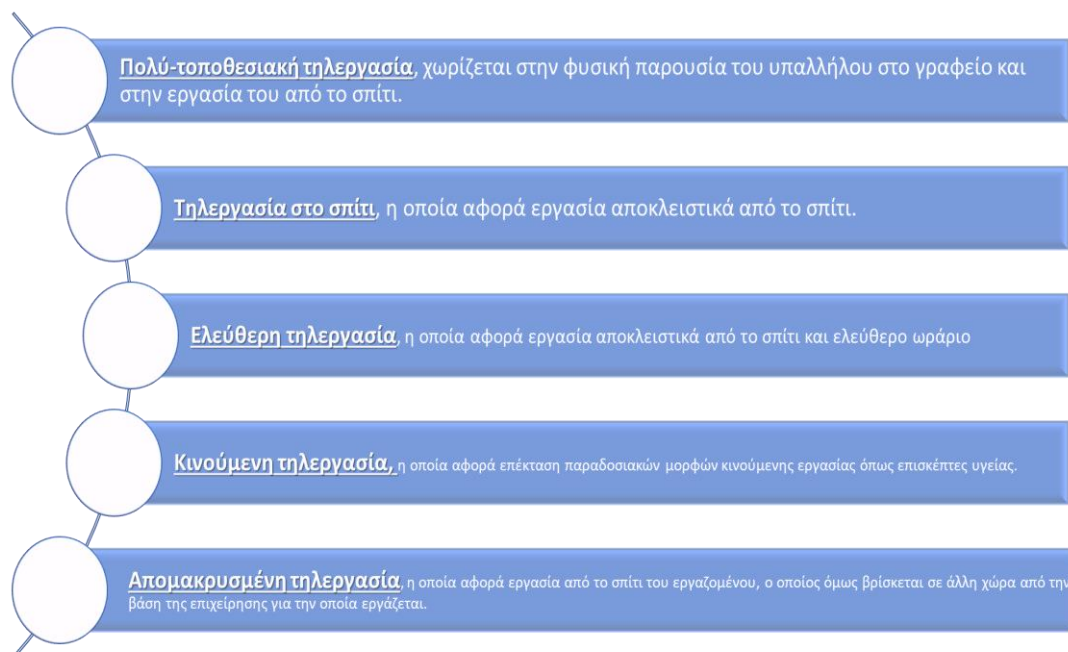 Πολύ-τοποθεσιακή τηλεργασία, χωρίζεται στην φυσική παρουσία του υπαλλήλου στο γραφείο και
στην εργασία του από το σπίτι.
Τηλεργασία στο σπίτι, η οποία αφορά εργασία αποκλειστικά από το σπίτι.
Ελεύθερη τηλεργασία, η οποία αφορά εργασία αποκλειστικά από το σπίτι και ελεύθερο ωράριο
Κινούμενη τηλεργασία, η οποία αφορά επέκταση παραδοσιακών μορφών κινούμενης εργασίας όπως επισκέπτες υγείας.
Απομακρυσμένη τηλεργασία, η οποία αφορά εργασία από το σπίτι του εργαζομένου, ο οποίος όμως βρίσκεται σε άλλη χώρα από την
βάση της επιχείρησης για την οποία εργάζεται.